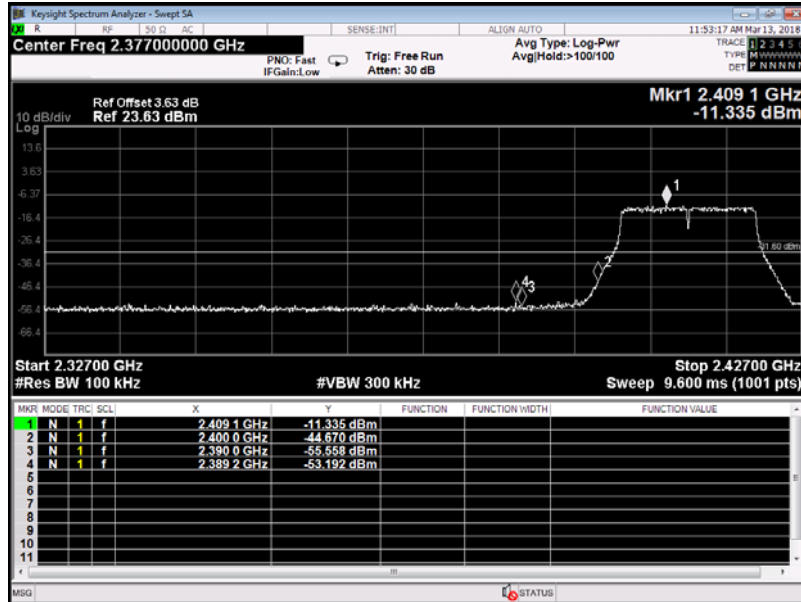 Keysight Spectrum Analyzer - Swept SA
R RF 50 Ω AC SENSE:INT ALIGN AUTO 11:53:17 AM Mar 13, 2018
Center Freq 2.377000000 GHz
PNO: Fast
IFGain:Low
Trig: Free Run
Atten: 30 dB
Avg Type: Log-Pwr
Avg|Hold:>100/100
TRACE 1 2 3 4 5
TYPE M
DET P N N N N N
Ref Offset 3.63 dB
10 dB/div Ref 23.63 dBm
Log
Mkr1 2.409 1 GHz
-11.335 dBm
13.6
3.63
-6.37
-16.4
-26.4
-36.4
-46.4
-56.4
-66.4
1
2
4 3
-31.60 dBm
Start 2.32700 GHz Stop 2.42700 GHz
#Res BW 100 kHz #VBW 300 kHz Sweep 9.600 ms (1001 pts)
MKR MODE TRC SCL X Y FUNCTION FUNCTION WIDTH FUNCTION VALUE
1 N 1 f 2.409 1 GHz -11.335 dBm
2 N 1 f 2.400 0 GHz -44.670 dBm
3 N 1 f 2.390 0 GHz -55.558 dBm
4 N 1 f 2.389 2 GHz -53.192 dBm
5
6
7
8
9
10
11
MSG STATUS